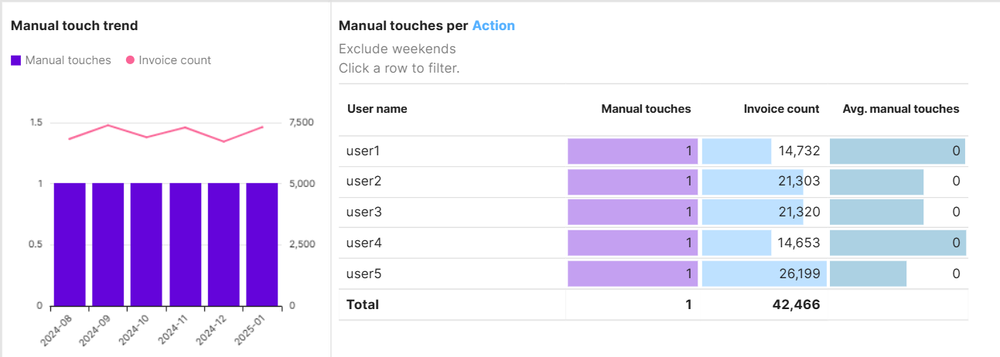 Manual touch trend
Manual touches Invoice count
1.5 7,500
1 5,000
0.5 2,500
0 0
2024-08 2024-09 2024-10 2024-11 2024-12 2025-01
Manual touches per Action
Exclude weekends
Click a row to filter.
User name Manual touches Invoice count Avg. manual touches
user1 1 14,732 0
user2 1 21,303 0
user3 1 21,320 0
user4 1 14,653 0
user5 1 26,199 0
Total 1 42,466